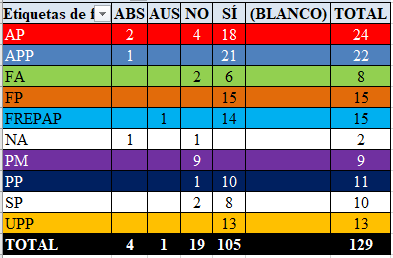 Etiquetas de f ABS AUS NO SÍ (BLANCO) TOTAL
AP 2 4 18 24
APP 1 21 22
FA 2 6 8
FP 15 15
FREPAP 1 14 15
NA 1 1 2
PM 9 9
PP 1 10 11
SP 2 8 10
UPP 13 13
TOTAL 4 1 19 105 129